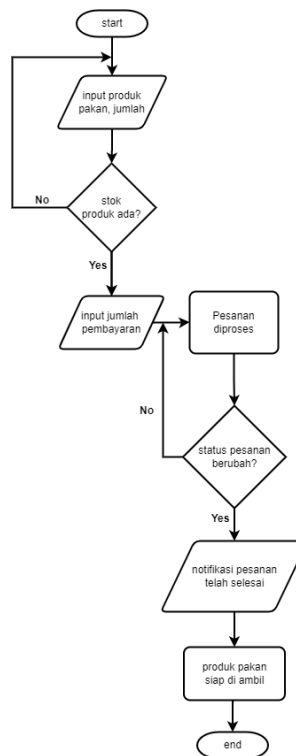 start
input produk
pakan, jumlah
No
stok
produk ada?
Yes
input jumlah
pembayaran
Pesanan
diproses
No
status pesanan
berubah?
Yes
notifikasi pesanan
telah selesai
produk pakan
siap di ambil
end